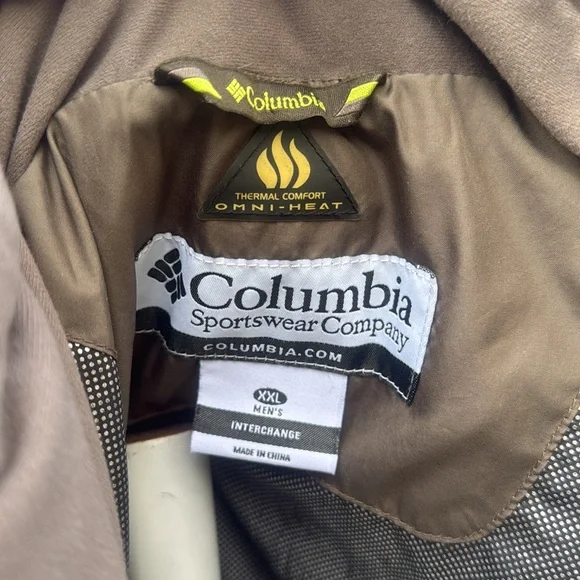 Columbia
THERMAL COMFORT
OMNI-HEAT
Columbia
Sportswear Company
COLUMBIA.COM
XXL
MEN'S
INTERCHANGE
MADE IN CHINA